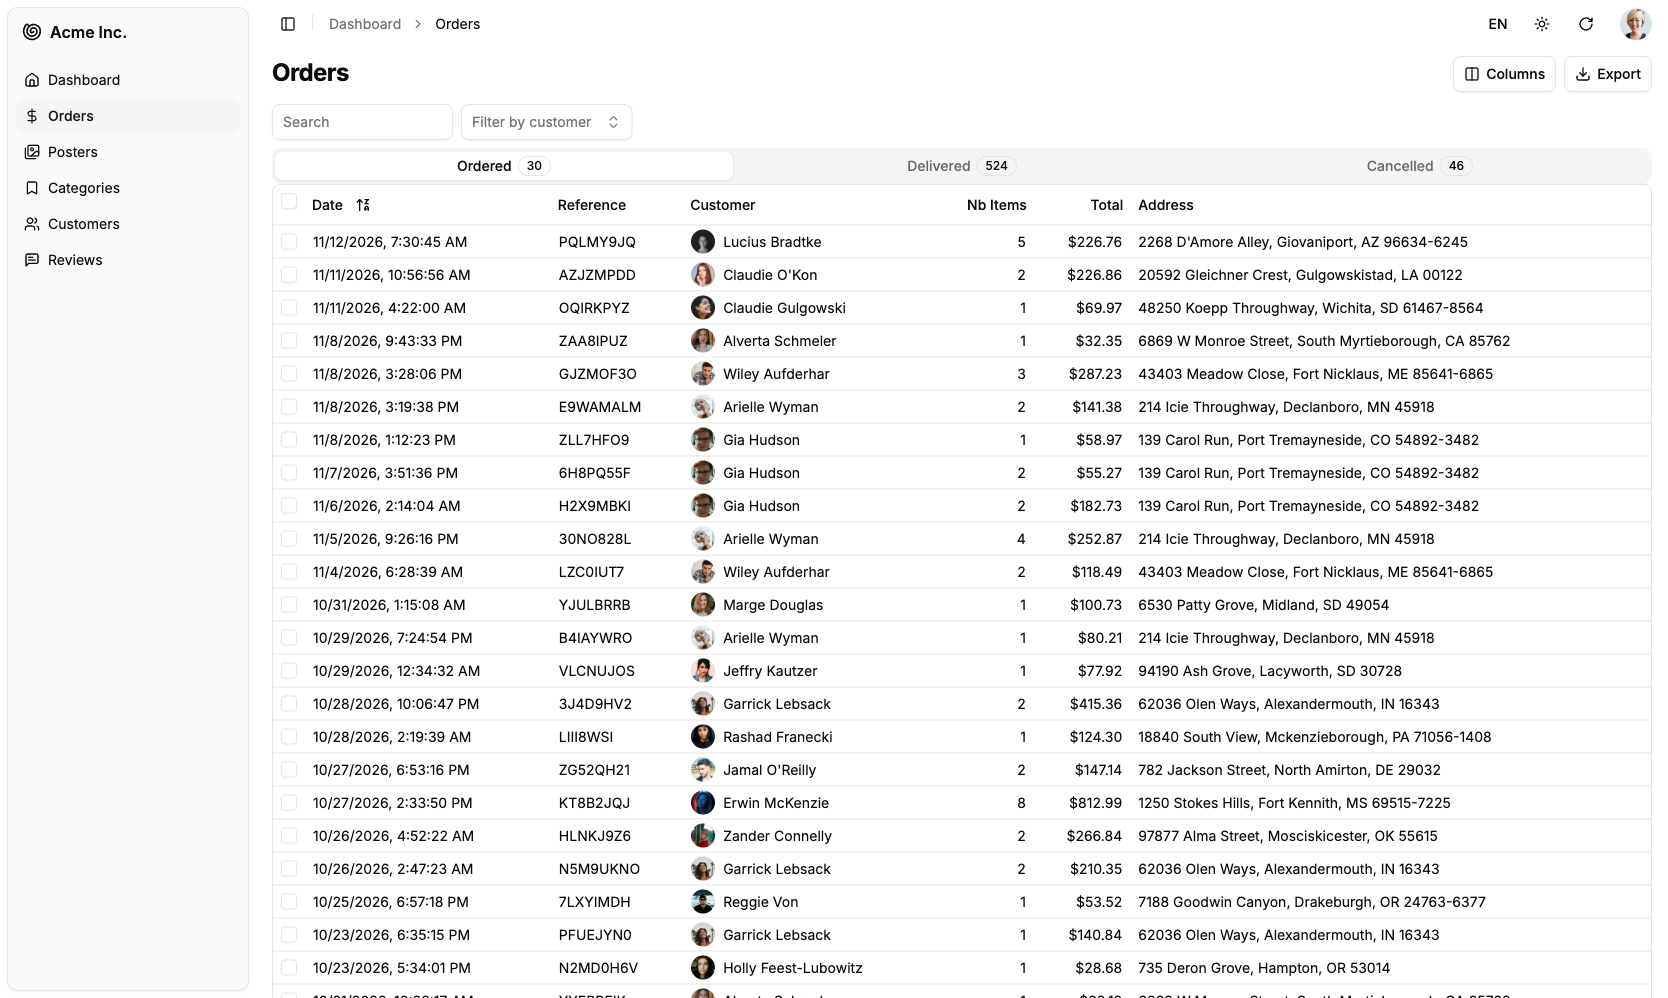 Acme Inc.
Dashboard
Orders
Posters
Categories
Customers
Reviews
Dashboard > Orders
EN
Orders
Columns
Export
Search
Filter by customer
Ordered 30
Delivered 524
Cancelled 46
Date Reference Customer Nb Items Total Address
11/12/2026, 7:30:45 AM PQLMY9JQ Lucius Bradtke 5 $226.76 2268 D'Amore Alley, Giovaniport, AZ 96634-6245
11/11/2026, 10:56:56 AM AZJZMPDD Claudie O'Kon 2 $226.86 20592 Gleichner Crest, Gulgowskistad, LA 00122
11/11/2026, 4:22:00 AM OQIRKPYZ Claudie Gulgowski 1 $69.97 48250 Koepp Throughway, Wichita, SD 61467-8564
11/8/2026, 9:43:33 PM ZAA8IPUZ Alverta Schmeler 1 $32.35 6869 W Monroe Street, South Myrtieborough, CA 85762
11/8/2026, 3:28:06 PM GJZMOF3O Wiley Aufderhar 3 $287.23 43403 Meadow Close, Fort Nicklaus, ME 85641-6865
11/8/2026, 3:19:38 PM E9WAMALM Arielle Wyman 2 $141.38 214 Icie Throughway, Declanboro, MN 45918
11/8/2026, 1:12:23 PM ZLL7HFO9 Gia Hudson 1 $58.97 139 Carol Run, Port Tremayneside, CO 54892-3482
11/7/2026, 3:51:36 PM 6H8PQ55F Gia Hudson 2 $55.27 139 Carol Run, Port Tremayneside, CO 54892-3482
11/6/2026, 2:14:04 AM H2X9MBKI Gia Hudson 2 $182.73 139 Carol Run, Port Tremayneside, CO 54892-3482
11/5/2026, 9:26:16 PM 30NO828L Arielle Wyman 4 $252.87 214 Icie Throughway, Declanboro, MN 45918
11/4/2026, 6:28:39 AM LZC0IUT7 Wiley Aufderhar 2 $118.49 43403 Meadow Close, Fort Nicklaus, ME 85641-6865
10/31/2026, 1:15:08 AM YJULBRRB Marge Douglas 1 $100.73 6530 Patty Grove, Midland, SD 49054
10/29/2026, 7:24:54 PM B4IAYWRO Arielle Wyman 1 $80.21 214 Icie Throughway, Declanboro, MN 45918
10/29/2026, 12:34:32 AM VLCNUJOS Jeffry Kautzer 1 $77.92 94190 Ash Grove, Lacyworth, SD 30728
10/28/2026, 10:06:47 PM 3J4D9HV2 Garrick Lebsack 2 $415.36 62036 Olen Ways, Alexandermouth, IN 16343
10/28/2026, 2:19:39 AM LIII8WSI Rashad Franecki 1 $124.30 18840 South View, Mckenzieborough, PA 71056-1408
10/27/2026, 6:53:16 PM ZG52QH21 Jamal O'Reilly 2 $147.14 782 Jackson Street, North Amirton, DE 29032
10/27/2026, 2:33:50 PM KT8B2JQJ Erwin McKenzie 8 $812.99 1250 Stokes Hills, Fort Kennith, MS 69515-7225
10/26/2026, 4:52:22 AM HLNKJ9Z6 Zander Connelly 2 $266.84 97877 Alma Street, Mosciskicester, OK 55615
10/26/2026, 2:47:23 AM N5M9UKNO Garrick Lebsack 2 $210.35 62036 Olen Ways, Alexandermouth, IN 16343
10/25/2026, 6:57:18 PM 7LXYIMDH Reggie Von 1 $53.52 7188 Goodwin Canyon, Drakeburgh, OR 24763-6377
10/23/2026, 6:35:15 PM PFUEJYN0 Garrick Lebsack 1 $140.84 62036 Olen Ways, Alexandermouth, IN 16343
10/23/2026, 5:34:01 PM N2MD0H6V Holly Feest-Lubowitz 1 $28.68 735 Deron Grove, Hampton, OR 53014